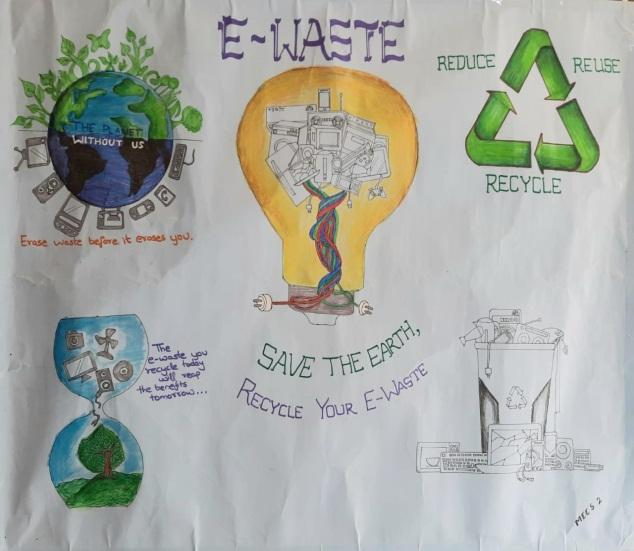 E-WASTE
REDUCE
REUSE
RECYCLE
THE PLANET
WITHOUT US
Erase waste before it erases you.
The
e-waste you
recycle today
will reap
the benefits
tomorrow...
SAVE THE EARTH,
RECYCLE YOUR E-WASTE
MECS 2